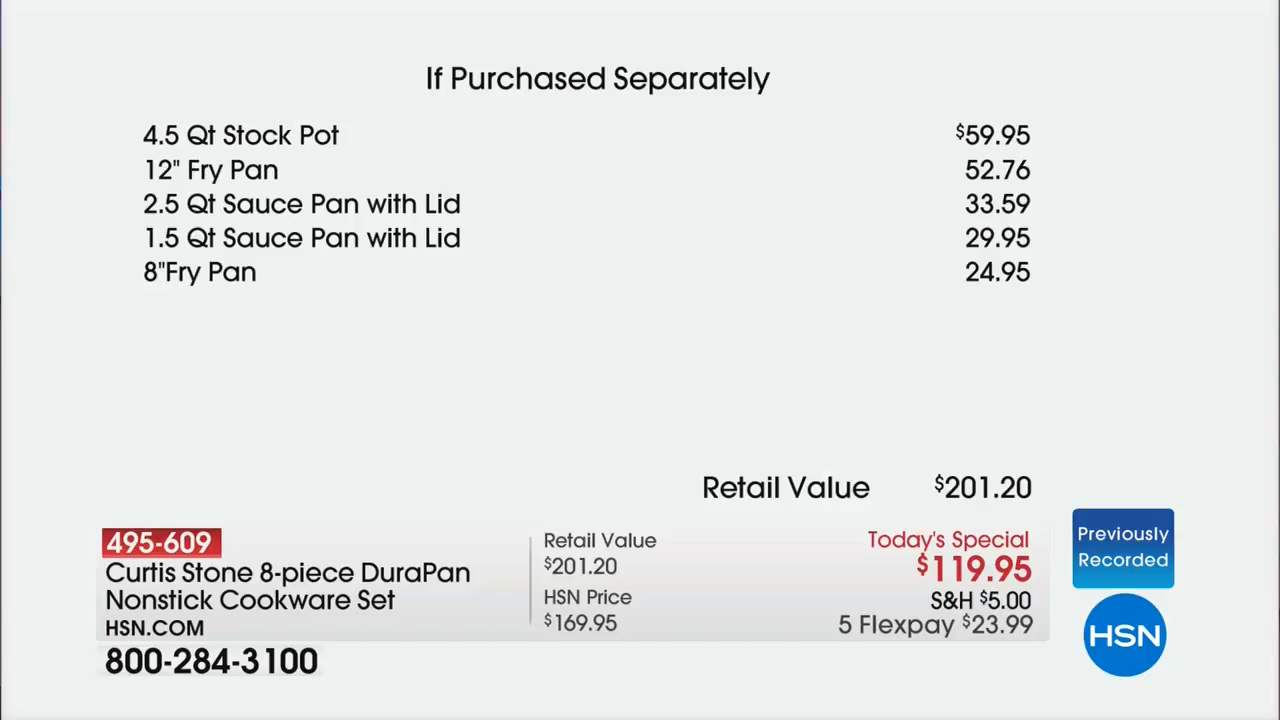 If Purchased Separately
4.5 Qt Stock Pot $59.95
12" Fry Pan 52.76
2.5 Qt Sauce Pan with Lid 33.59
1.5 Qt Sauce Pan with Lid 29.95
8"Fry Pan 24.95
Retail Value $201.20
495-609
Curtis Stone 8-piece DuraPan
Nonstick Cookware Set
HSN.COM
800-284-3100
Retail Value
$201.20
HSN Price
$169.95
Today's Special
$119.95
S&H $5.00
5 Flexpay $23.99
Previously
Recorded
HSN